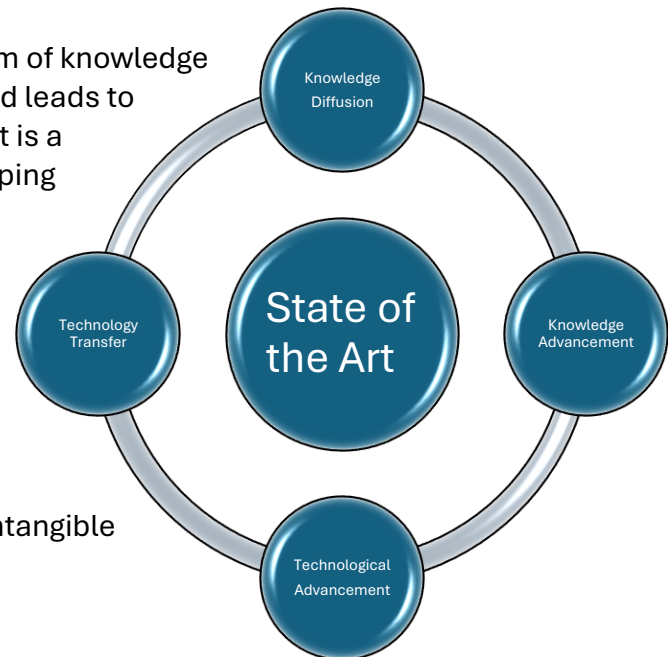 m of knowledge
d leads to
t is a
ping
Knowledge
Diffusion
State of
the Art
Technology
Transfer
Knowledge
Advancement
ntangible
Technological
Advancement